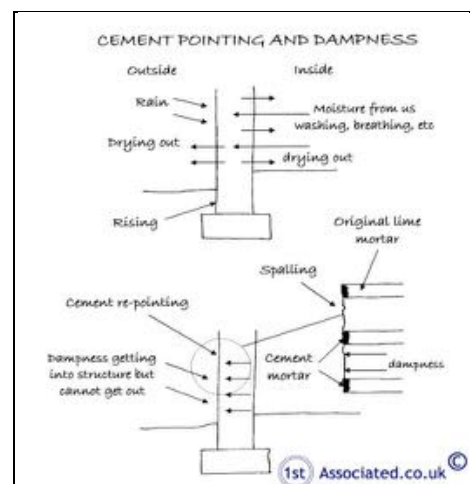 CEMENT POINTING AND DAMPNESS
Outside
Inside
Rain
Moisture from us
washing, breathing, etc
Drying out
drying out
Rising
Original lime
mortar
Spalling
Cement re-pointing
Cement
mortar
dampness
Dampness getting
into structure but
cannot get out
1st Associated.co.uk ©